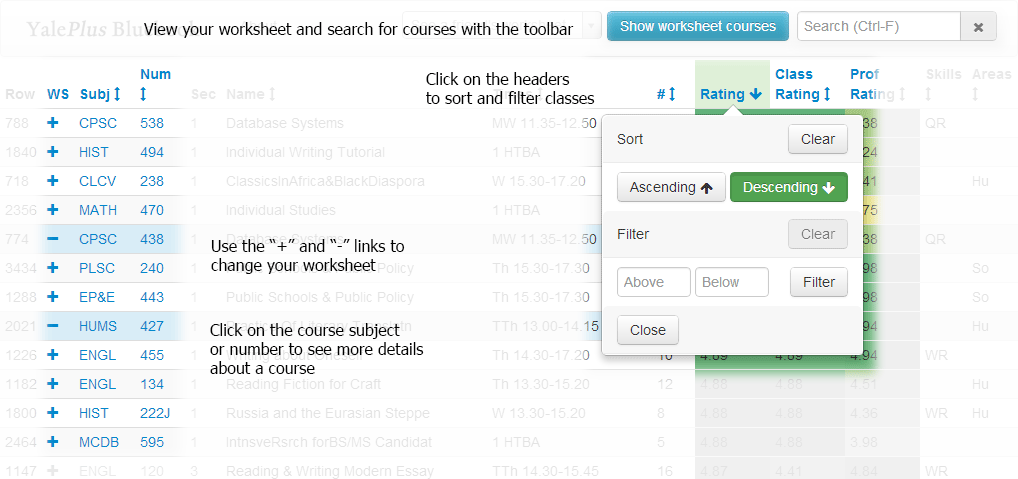 YalePlus Blu
View your worksheet and search for courses with the toolbar
Show worksheet courses
Search (Ctrl-F)
Click on the headers
to sort and filter classes
Row WS Subj Num Sec Name # Rating Class Rating Prof Rating Skills Areas
788 CPSC 538 1 Database Systems MW 11.35-12.50 38 QR
1840 HIST 494 1 Individual Writing Tutorial 1 HTBA 24
718 CLCV 238 1 ClassicsInAfrica&BlackDiaspora W 15.30-17.20 41 Hu
2356 MATH 470 1 Individual Studies 1 HTBA 75
774 CPSC 438 1 Database Systems MW 11.35-12.50 38 QR
3434 PLSC 240 Policy Th 15.30-17.30 98 So
1288 EP&E 443 1 Public Schools & Public Policy Th 15.30-17.30 98 So
2021 HUMS 427 TTh 13.00-14.15 94 Hu
1226 ENGL 455 Th 14.30-17.20 10 4.89 4.89 4.94 WR
1182 ENGL 134 1 Reading Fiction for Craft Th 13.30-15.20 12 4.88 4.88 4.51 Hu
1800 HIST 222J 1 Russia and the Eurasian Steppe W 13.30-15.20 8 4.88 4.88 4.36 WR Hu
2464 MCDB 595 1 IntnsveRsrch forBS/MS Candidat 1 HTBA 5 4.88 4.88 3.98
1147 ENGL 120 3 Reading & Writing Modern Essay TTh 14.30-15.45 16 4.87 4.41 4.84 WR
Use the “+” and “-” links to
change your worksheet
Click on the course subject
or number to see more details
about a course
Sort Clear
Ascending Descending
Filter Clear
Above Below Filter
Close